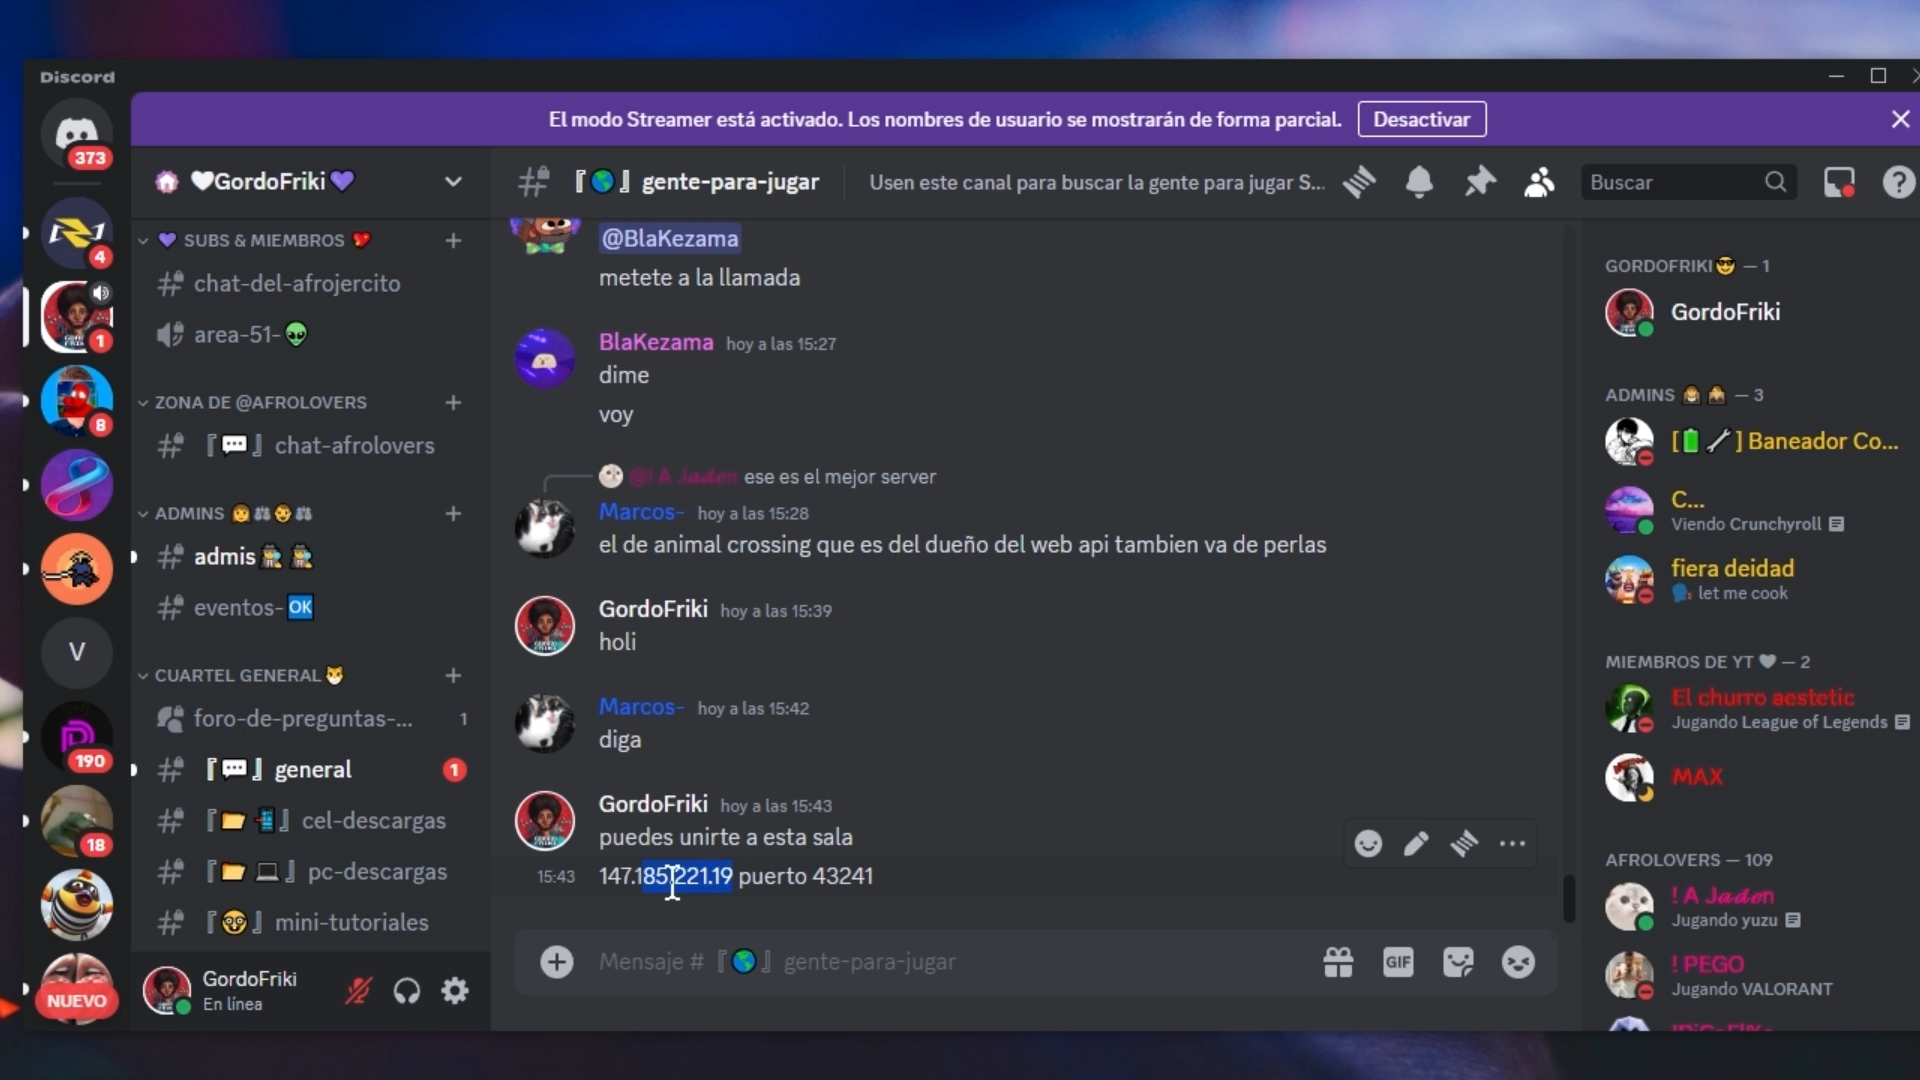 Discord
El modo Streamer está activado. Los nombres de usuario se mostrarán de forma parcial.
Desactivar
373
4
1
8
V
190
18
NUEVO
GordoFriki
SUBS & MIEMBROS
chat-del-afrojercito
area-51-
ZONA DE @AFROLOVERS
『💬』 chat-afrolovers
ADMINS
admis
eventos-🆗
CUARTEL GENERAL
foro-de-preguntas-... 1
『💬』 general 1
『📂📲』 cel-descargas
『📂💻』 pc-descargas
『🤓』 mini-tutoriales
GordoFriki
En línea
『🌎』 gente-para-jugar
Usen este canal para buscar la gente para jugar S...
Buscar
@BlaKezama
metete a la llamada
BlaKezama hoy a las 15:27
dime
voy
@! A Jaden ese es el mejor server
Marcos- hoy a las 15:28
el de animal crossing que es del dueño del web api tambien va de perlas
GordoFriki hoy a las 15:39
holi
Marcos- hoy a las 15:42
diga
GordoFriki hoy a las 15:43
puedes unirte a esta sala
15:43 147.185.221.19 puerto 43241
Mensaje # 『🌎』 gente-para-jugar
GIF
GORDOFRIKI😎 — 1
GordoFriki
ADMINS — 3
[🔋🔧] Baneador Co...
C...
Viendo Crunchyroll
fiera deidad
let me cook
MIEMBROS DE YT — 2
El churro aestetic
Jugando League of Legends
MAX
AFROLOVERS — 109
! A Jaden
Jugando yuzu
! PEGO
Jugando VALORANT